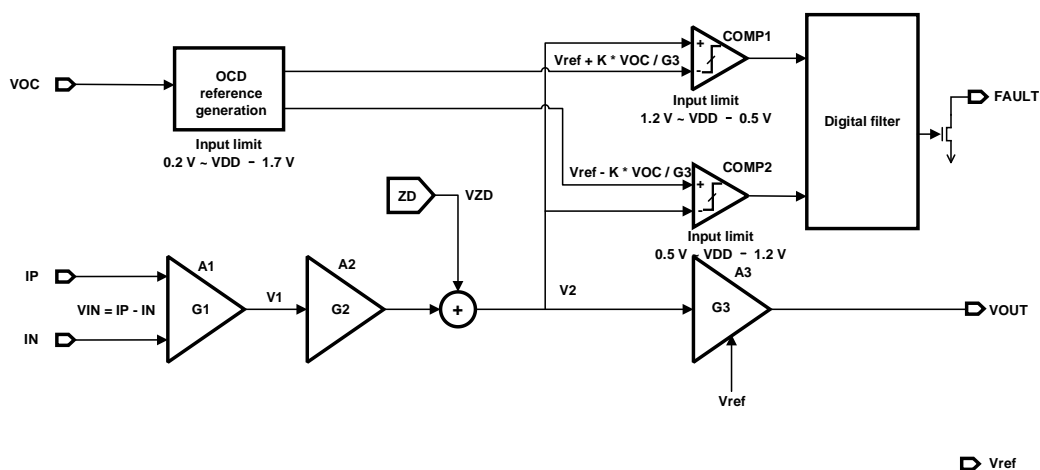 VOC
OCD
reference
generation
Input limit
0.2 V ~ VDD - 1.7 V
Vref + K * VOC / G3
+
-
COMP1
Input limit
1.2 V ~ VDD - 0.5 V
Vref - K * VOC / G3
+
-
COMP2
Input limit
0.5 V ~ VDD - 1.2 V
Digital filter
FAULT
ZD
VZD
IP
VIN = IP - IN
IN
A1
G1
V1
A2
G2
+
V2
A3
G3
VOUT
Vref
Vref